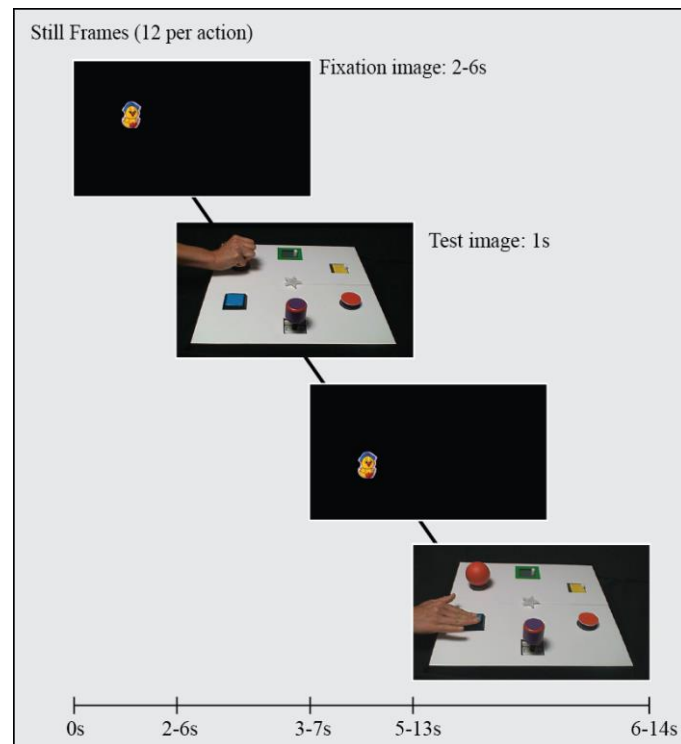 Still Frames (12 per action)
Fixation image: 2-6s
Test image: 1s
0s 2-6s 3-7s 5-13s 6-14s